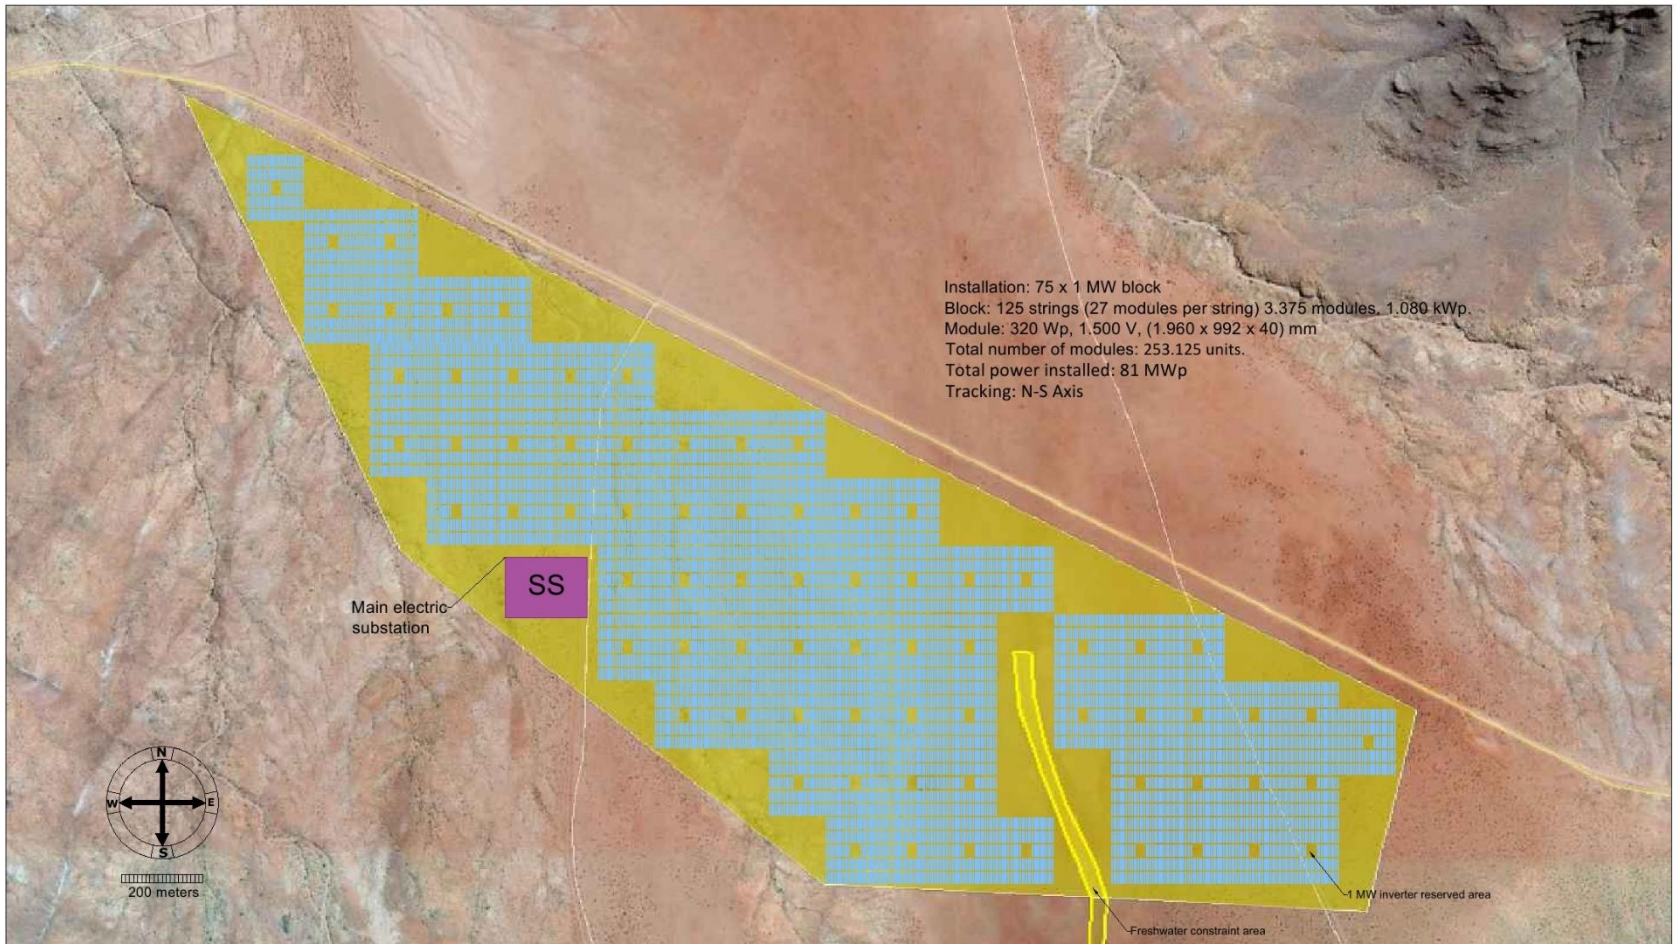 Installation: 75 x 1 MW block
Block: 125 strings (27 modules per string) 3.375 modules, 1.080 kWp.
Module: 320 Wp, 1.500 V, (1.960 x 992 x 40) mm
Total number of modules: 253.125 units.
Total power installed: 81 MWp
Tracking: N-S Axis
SS
Main electric
substation
N
W
E
S
200 meters
1 MW inverter reserved area
Freshwater constraint area